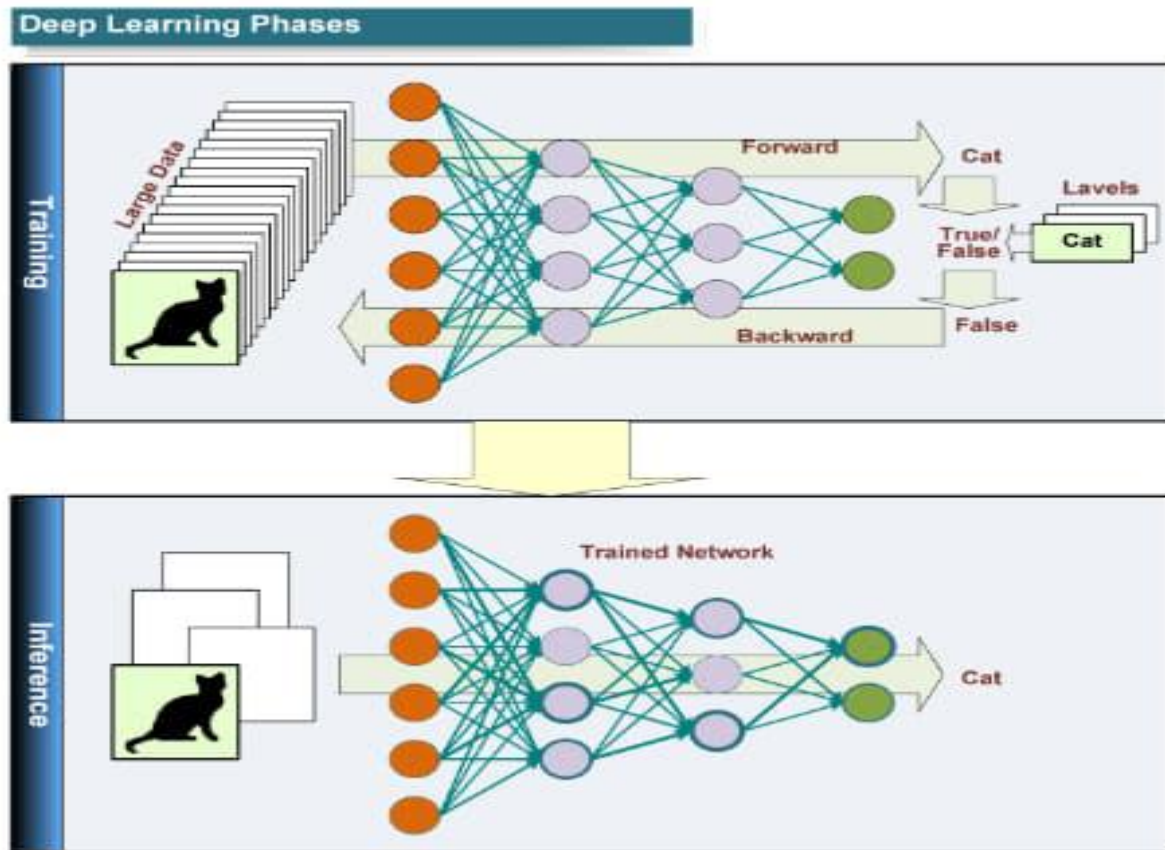 Deep Learning Phases
Training
Large Data
Forward
Cat
Lavels
Cat
True/
False
False
Backward
Inference
Trained Network
Cat